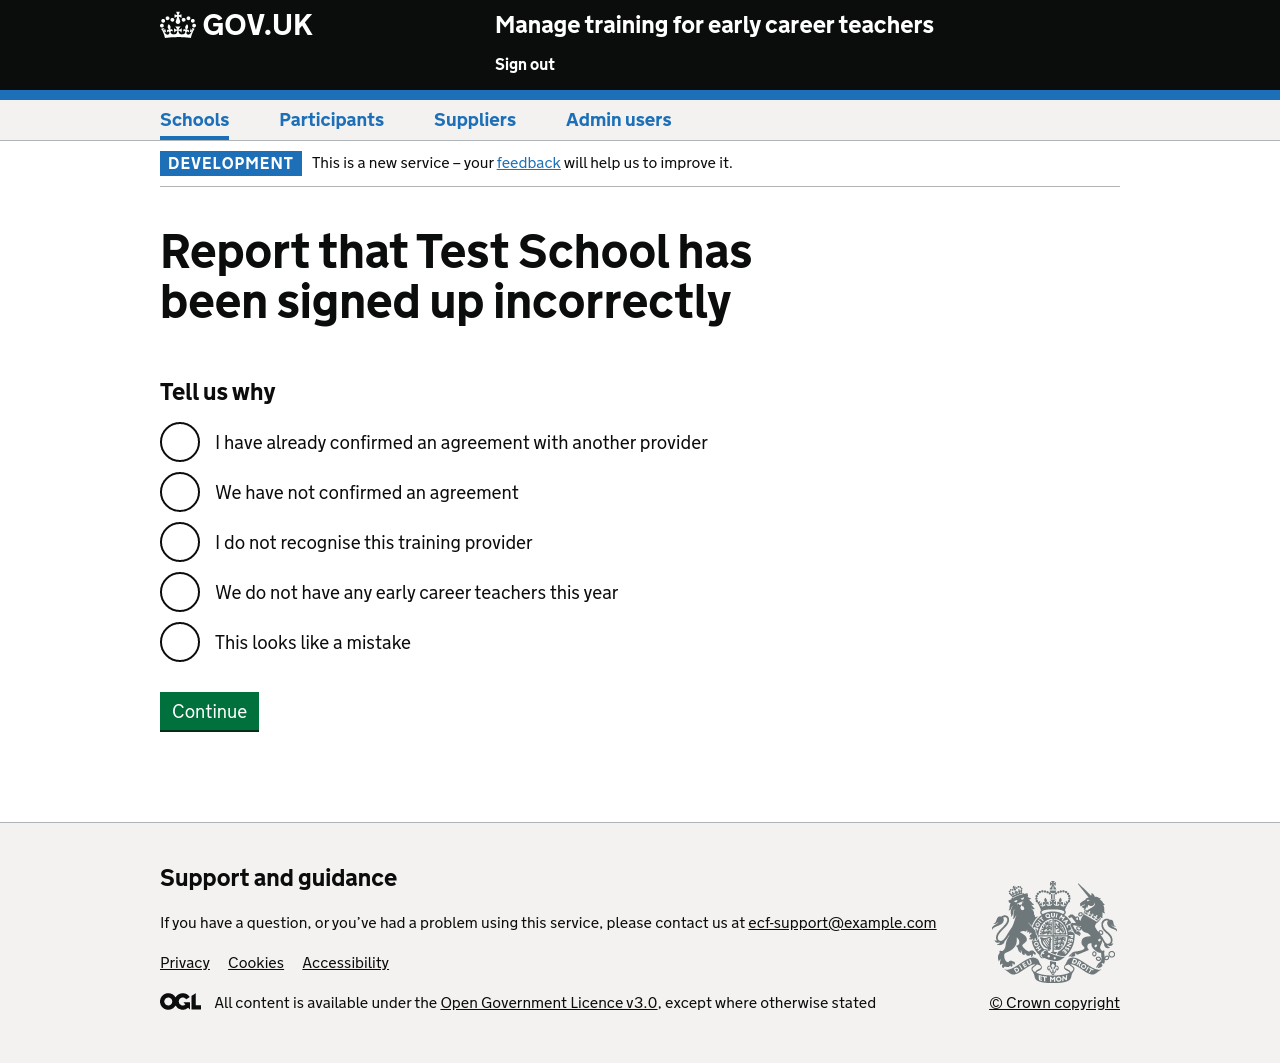 GOV.UK
Manage training for early career teachers
Sign out
Schools Participants Suppliers Admin users
DEVELOPMENT This is a new service – your feedback will help us to improve it.
Report that Test School has
been signed up incorrectly
Tell us why
I have already confirmed an agreement with another provider
We have not confirmed an agreement
I do not recognise this training provider
We do not have any early career teachers this year
This looks like a mistake
Continue
Support and guidance
If you have a question, or you’ve had a problem using this service, please contact us at ecf-support@example.com
Privacy Cookies Accessibility
OGL All content is available under the Open Government Licence v3.0, except where otherwise stated
© Crown copyright